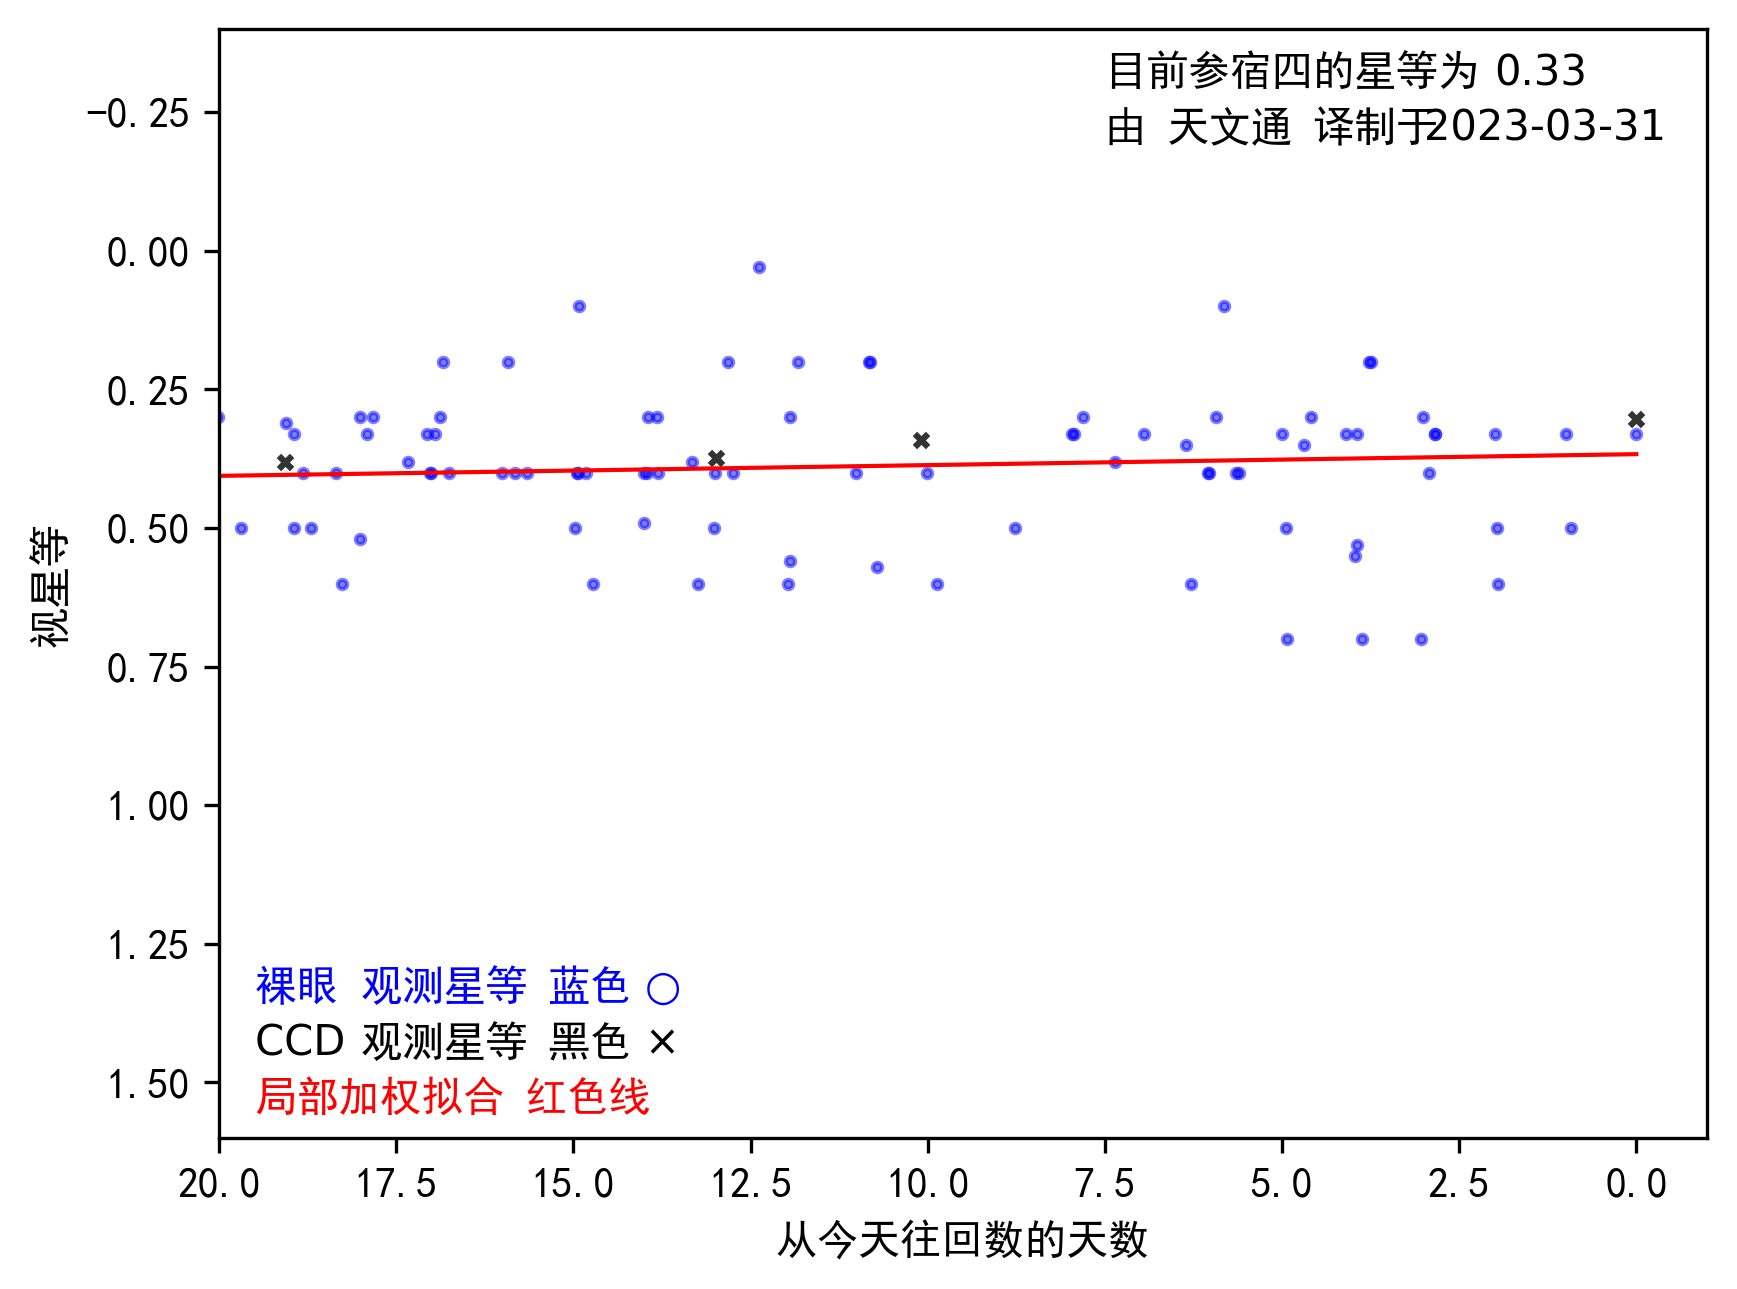 目前参宿四的星等为 0.33
由 天文通 译制于2023-03-31
−0.25
0.00
0.25
0.50
0.75
1.00
1.25
1.50
视星等
裸眼 观测星等 蓝色 ○
CCD 观测星等 黑色 ×
局部加权拟合 红色线
20.0 17.5 15.0 12.5 10.0 7.5 5.0 2.5 0.0
从今天往回数的天数